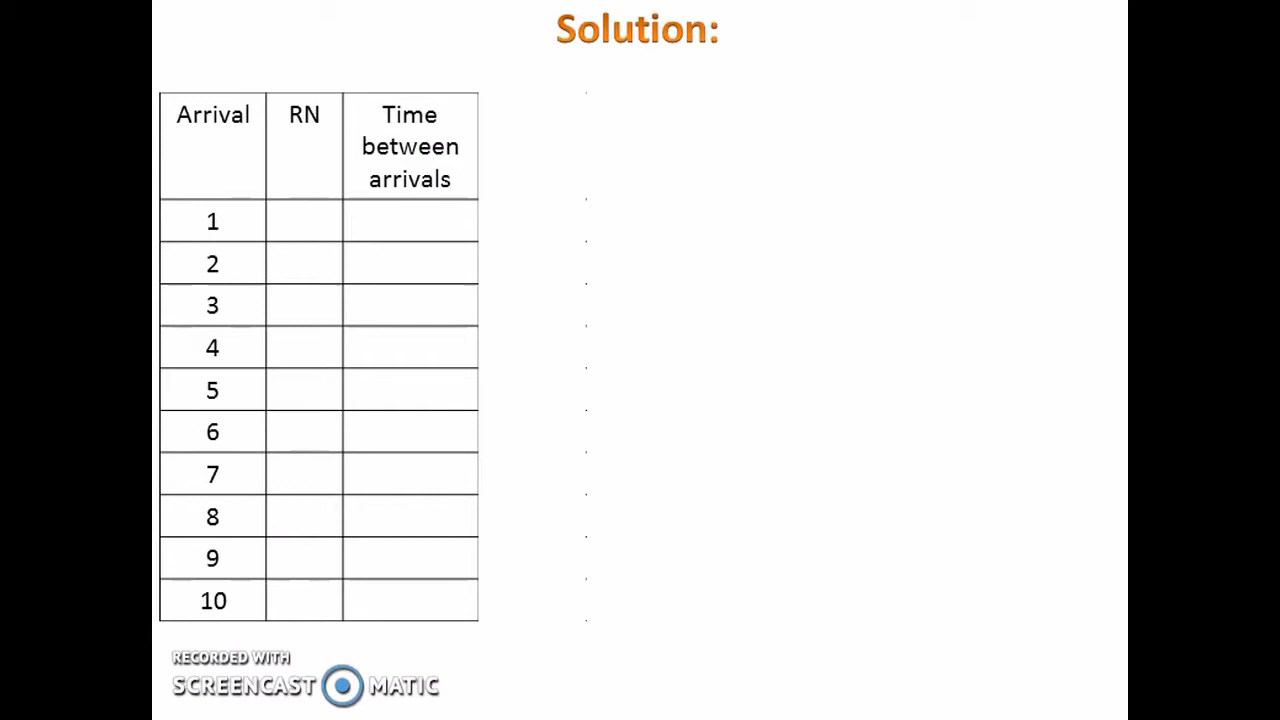 Solution:
Arrival RN Time
between
arrivals
1
2
3
4
5
6
7
8
9
10
RECORDED WITH
SCREENCAST MATIC